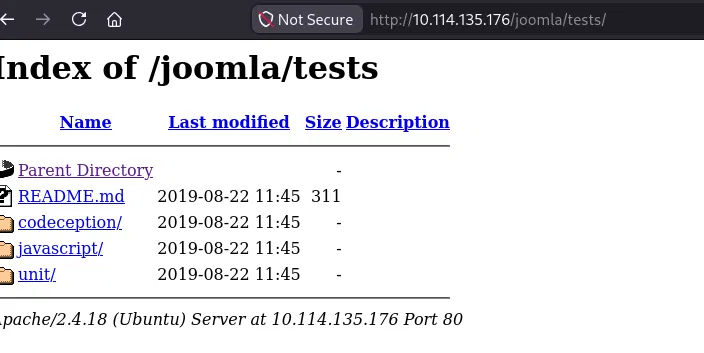 Not Secure http://10.114.135.176/joomla/tests/
Index of /joomla/tests
Name Last modified Size Description
Parent Directory -
README.md 2019-08-22 11:45 311
codeception/ 2019-08-22 11:45 -
javascript/ 2019-08-22 11:45 -
unit/ 2019-08-22 11:45 -
Apache/2.4.18 (Ubuntu) Server at 10.114.135.176 Port 80